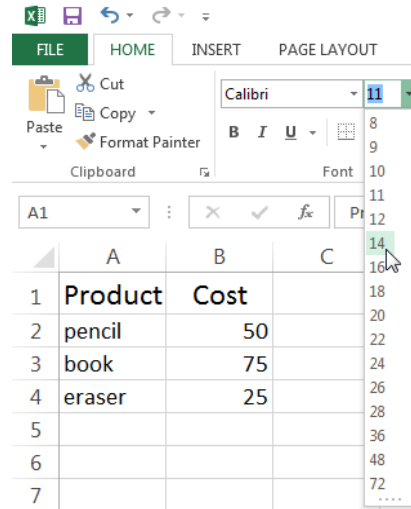 FILE HOME INSERT PAGE LAYOUT
Cut
Copy
Format Painter
Paste
Clipboard
Calibri 11
B I U
Font
8
9
10
11
12
14
16
18
20
22
24
26
28
36
48
72
A1 fx Pr
A B C
1 Product Cost
2 pencil 50
3 book 75
4 eraser 25
5
6
7